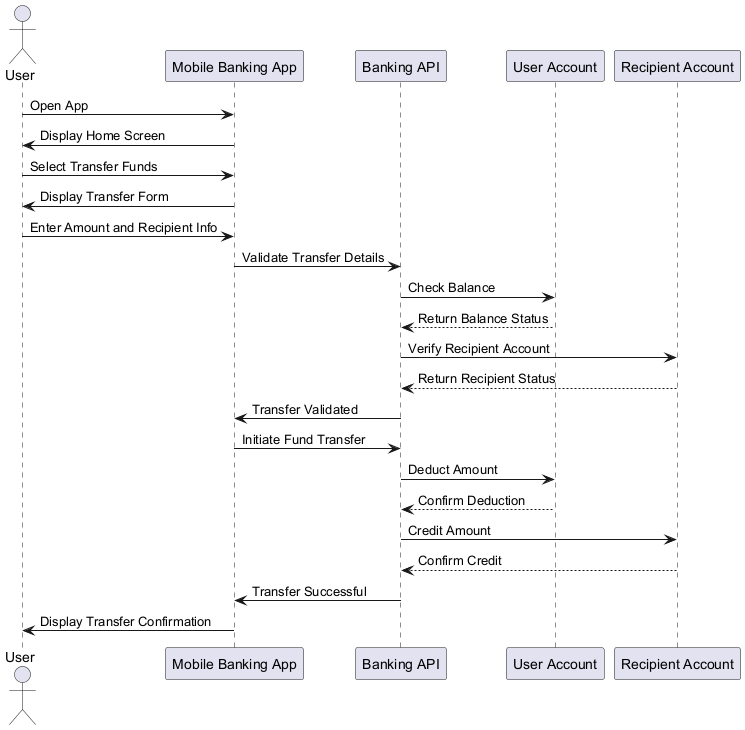 User
Mobile Banking App
Banking API
User Account
Recipient Account
Open App
Display Home Screen
Select Transfer Funds
Display Transfer Form
Enter Amount and Recipient Info
Validate Transfer Details
Check Balance
Return Balance Status
Verify Recipient Account
Return Recipient Status
Transfer Validated
Initiate Fund Transfer
Deduct Amount
Confirm Deduction
Credit Amount
Confirm Credit
Transfer Successful
Display Transfer Confirmation
User
Mobile Banking App
Banking API
User Account
Recipient Account